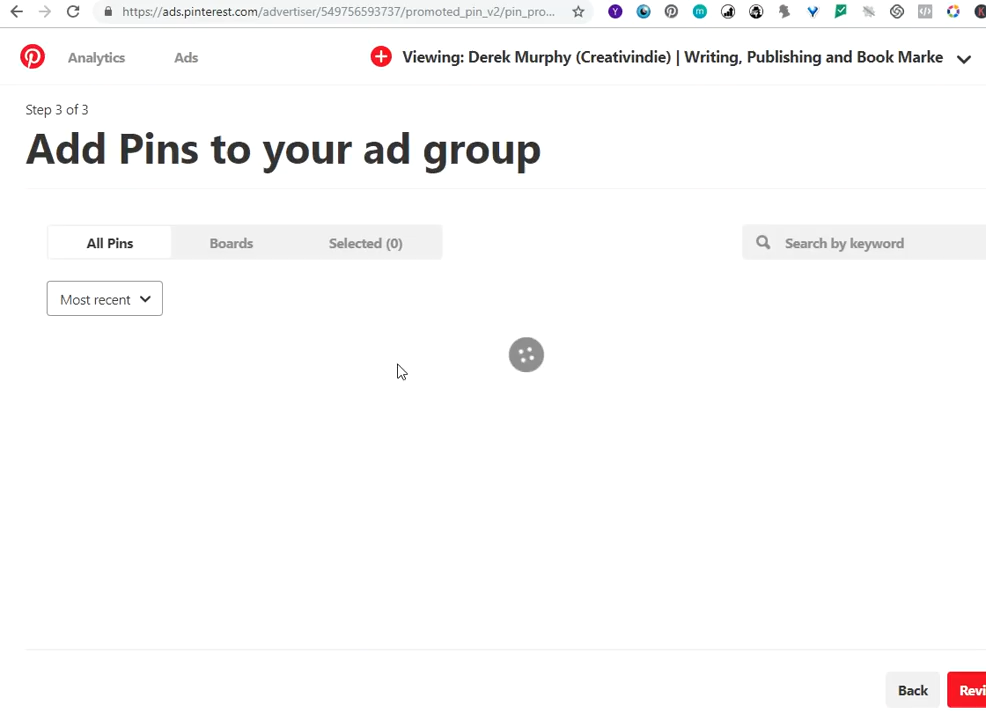 https://ads.pinterest.com/advertiser/549756593737/promoted_pin_v2/pin_pro...
Analytics
Ads
Viewing: Derek Murphy (Creativindie) | Writing, Publishing and Book Marke
Step 3 of 3
Add Pins to your ad group
All Pins
Boards
Selected (0)
Search by keyword
Most recent
Back
Revi